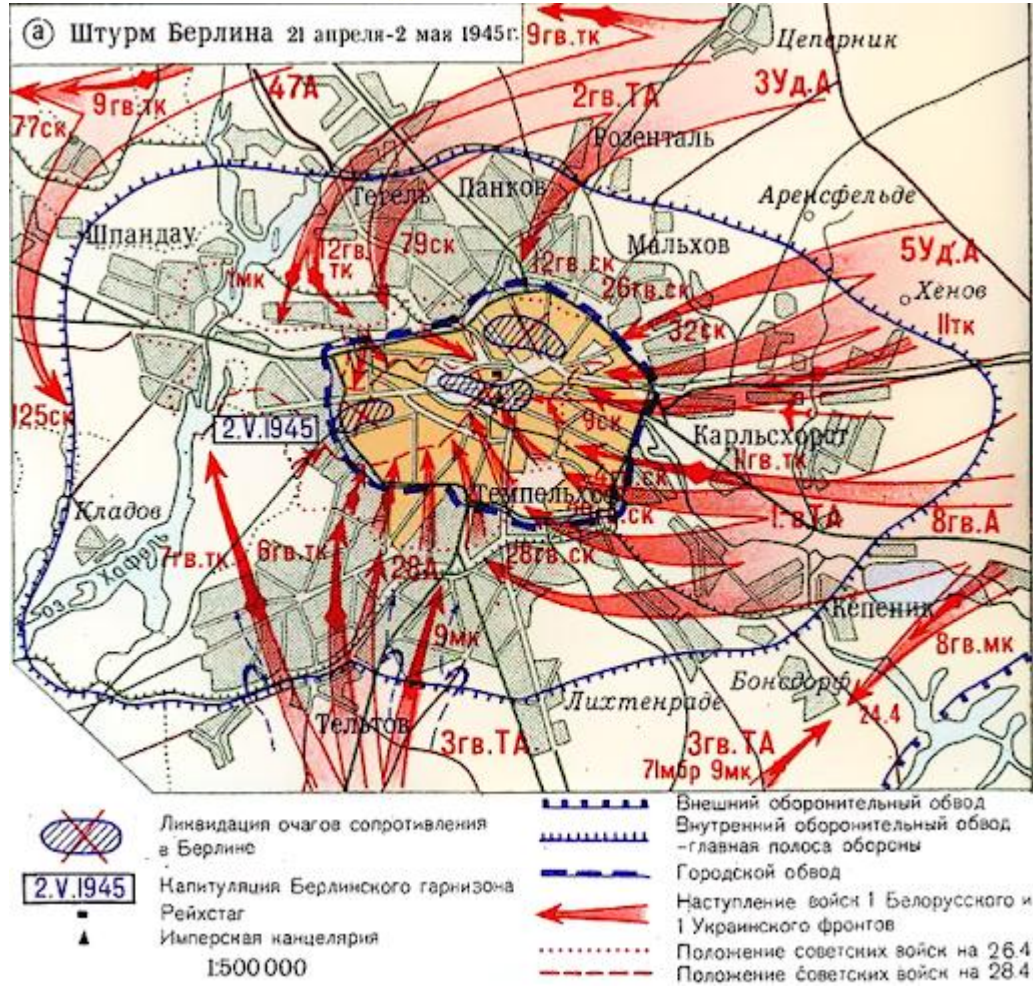 а Штурм Берлина 21 апреля-2 мая 1945г.
9гв.тк
Цеперник
9гв.тк
47А
2гв.ТА
3Уд.А
77ск
Розенталь
Тегель
Панков
Аренсфельде
Шпандау
12гв.
тк
79ск
Мальхов
1мк
12гв.ск
5Уд.А
26гв.ск
Хенов
32ск
11тк
125ск
2.V.1945
9ск
Карльсхорст
11гв.тк
Темпельхоф
Кладов
8гв.А
7гв.тк
6гв.тк
28А
28гв.ск
Хафель
оз
Кепеник
9мк
8гв.мк
Бонсдорф
Лихтенраде
24.4
Тельтов
3гв.ТА
3гв.ТА
71мбр 9мк
Ликвидация очагов сопротивления
в Берлине
2.V.1945
Капитуляция Берлинского гарнизона
Рейхстаг
Имперская канцелярия
1:500 000
Внешний оборонительный обвод
Внутренний оборонительный обвод
-главная полоса обороны
Городской обвод
Наступление войск 1 Белорусского и
1 Украинского фронтов
Положение советских войск на 26.4
Положение советских войск на 28.4